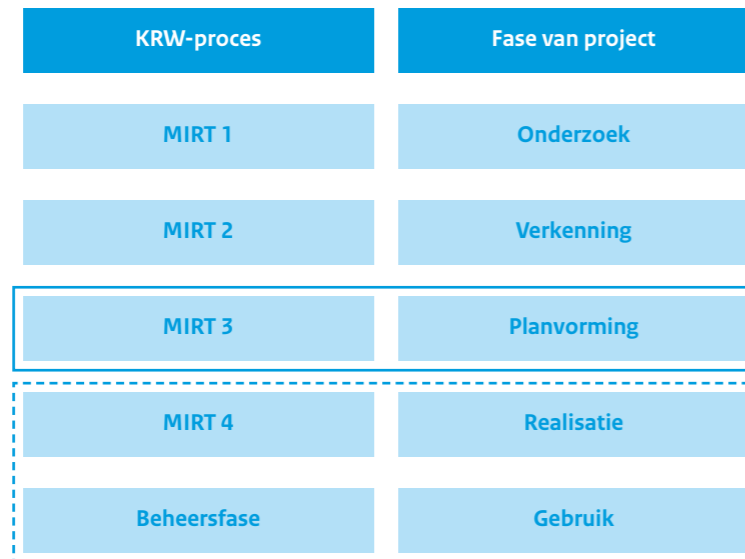 KRW-proces Fase van project
MIRT 1 Onderzoek
MIRT 2 Verkenning
MIRT 3 Planvorming
MIRT 4 Realisatie
Beheersfase Gebruik